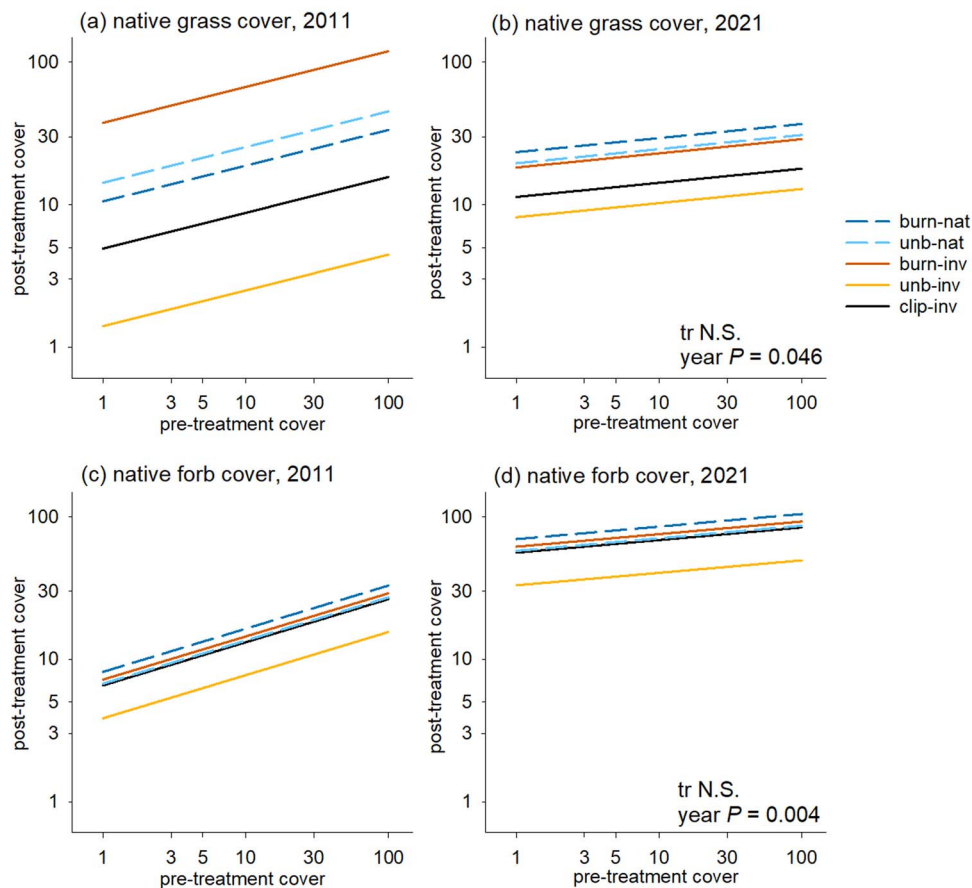 (a) native grass cover, 2011
100
30
10
5
3
1
post-treatment cover
1 3 5 10 30 100
pre-treatment cover
(b) native grass cover, 2021
100
30
10
5
3
1
post-treatment cover
tr N.S.
year P = 0.046
1 3 5 10 30 100
pre-treatment cover
burn-nat
unb-nat
burn-inv
unb-inv
clip-inv
(c) native forb cover, 2011
100
30
10
5
3
1
post-treatment cover
1 3 5 10 30 100
pre-treatment cover
(d) native forb cover, 2021
100
30
10
5
3
1
post-treatment cover
tr N.S.
year P = 0.004
1 3 5 10 30 100
pre-treatment cover